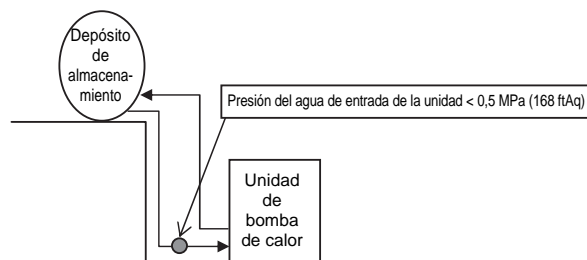 Depósito
de
almacena-
miento
Presión del agua de entrada de la unidad < 0,5 MPa (168 ftAq)
Unidad
de
bomba
de calor